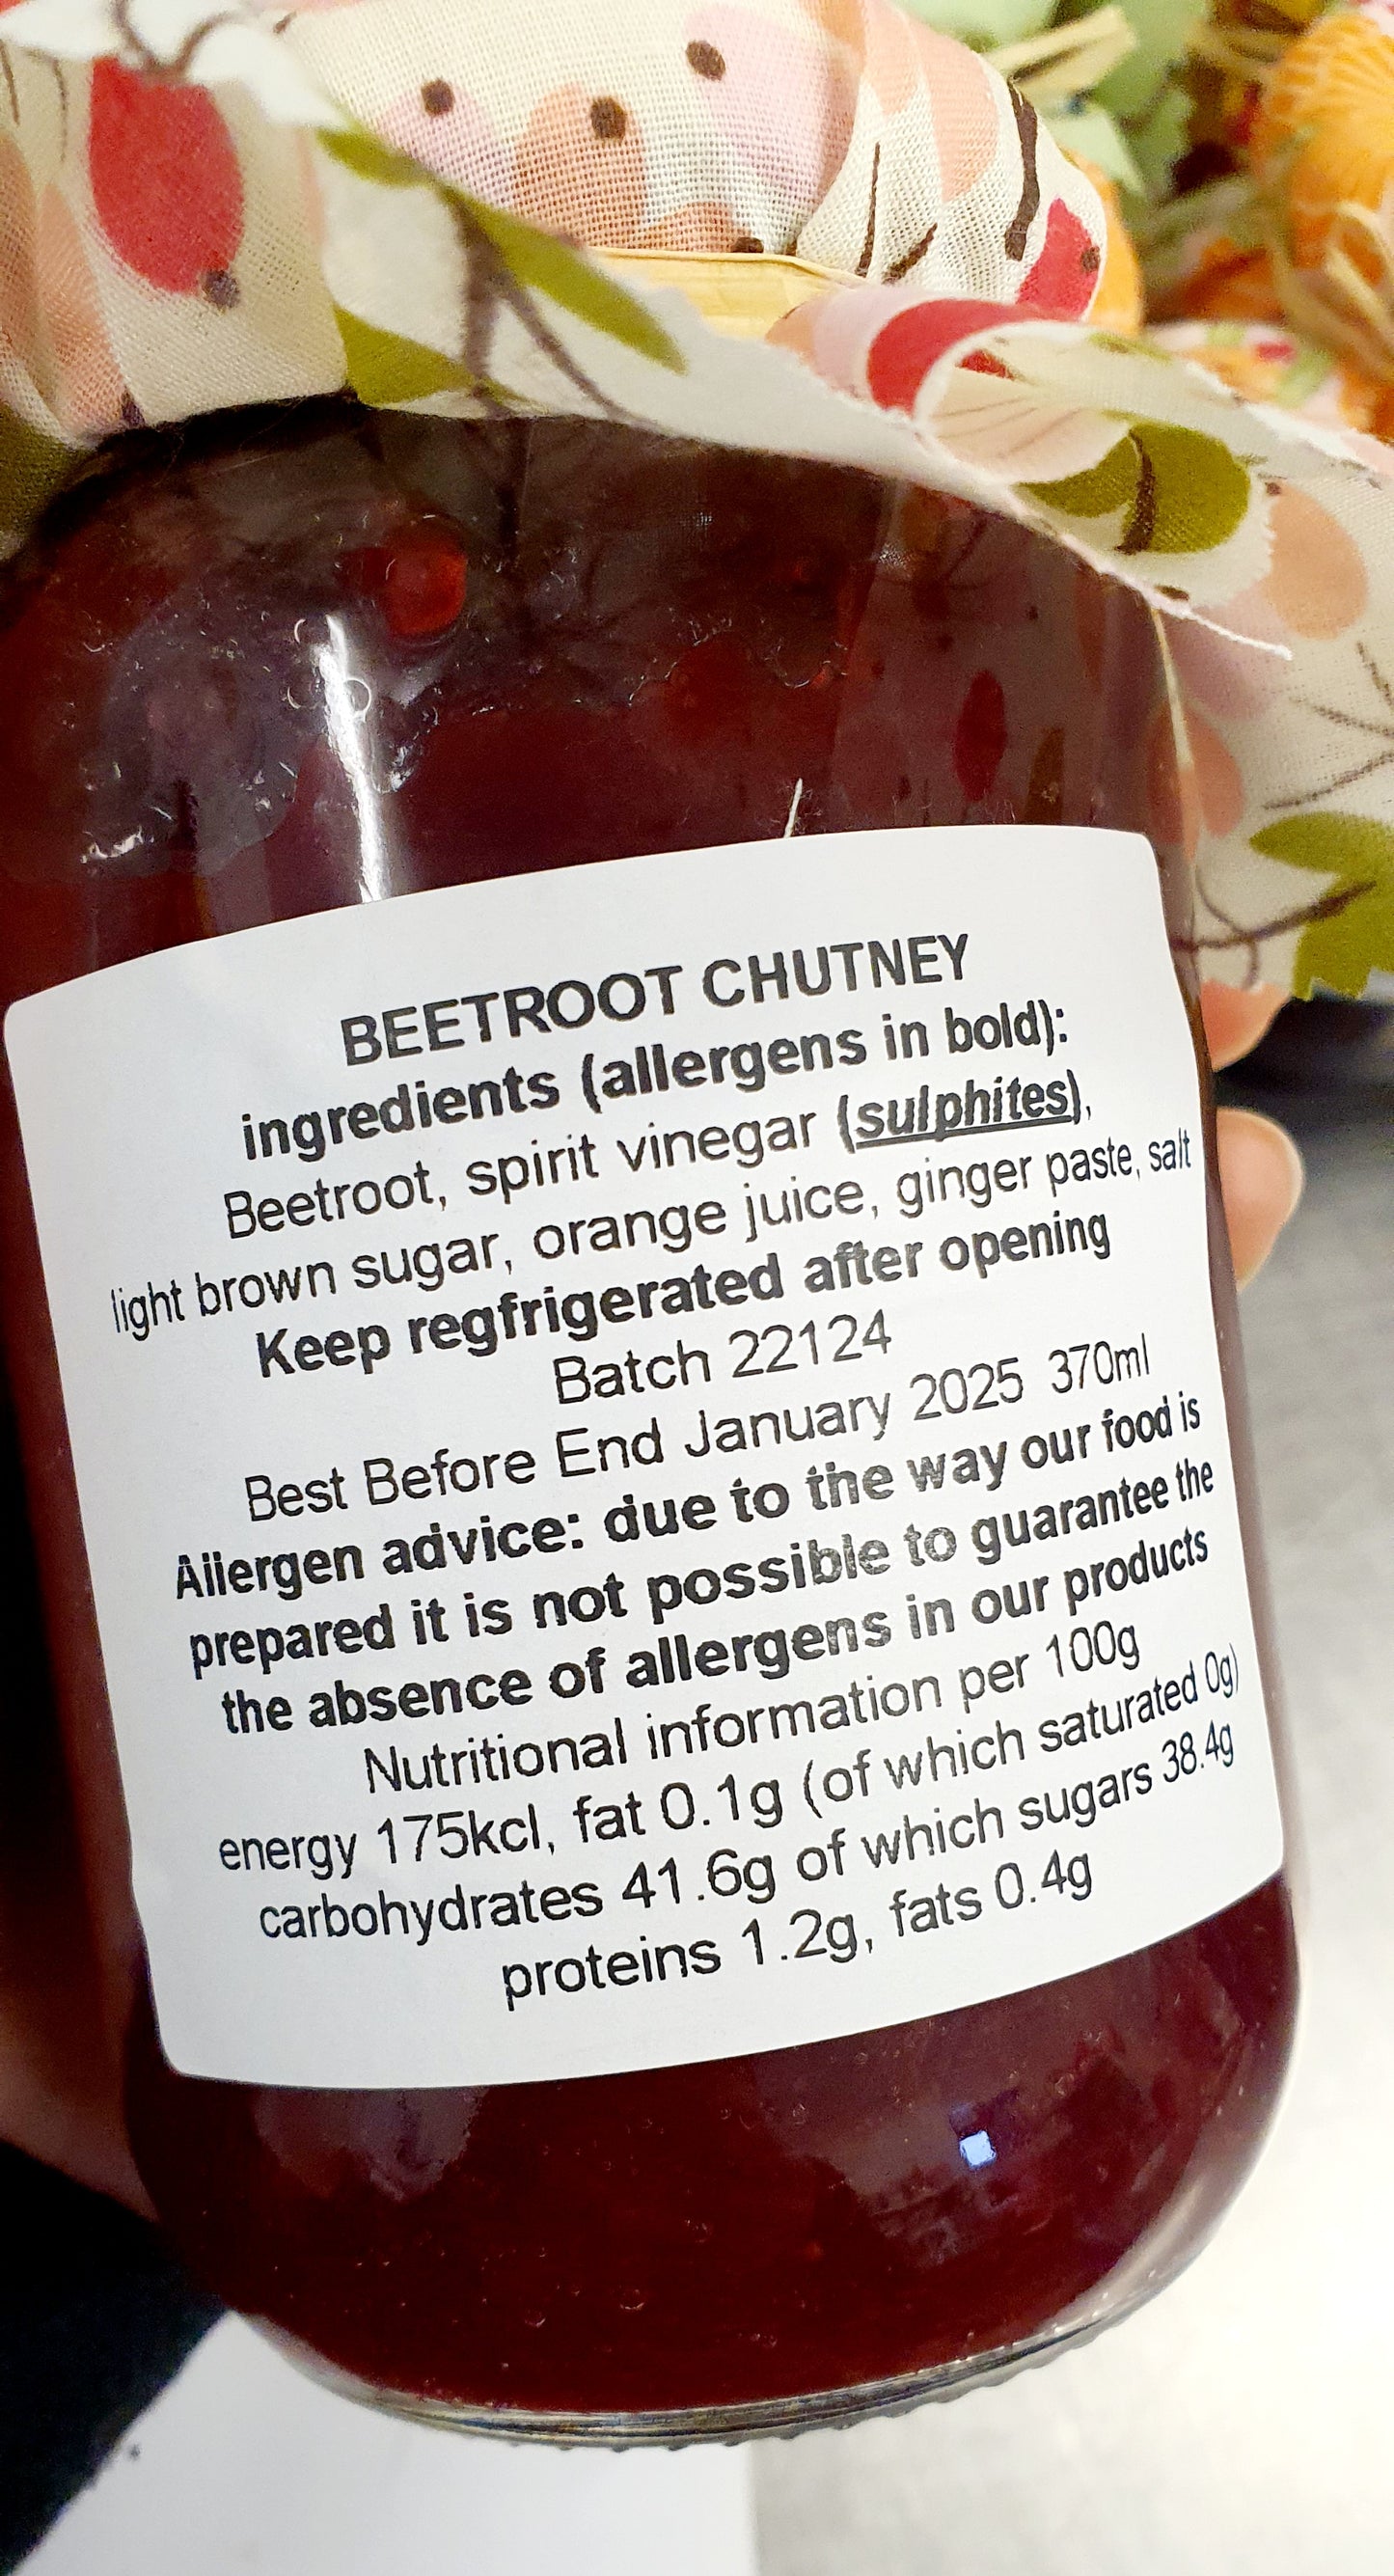 BEETROOT CHUTNEY
ingredients (allergens in bold):
Beetroot, spirit vinegar (sulphites),
light brown sugar, orange juice, ginger paste, salt
Keep regfrigerated after opening
Batch 22124
Best Before End January 2025 370ml
Allergen advice: due to the way our food is
prepared it is not possible to guarantee the
the absence of allergens in our products
Nutritional information per 100g
energy 175kcl, fat 0.1g (of which saturated 0g)
carbohydrates 41.6g of which sugars 38.4g
proteins 1.2g, fats 0.4g